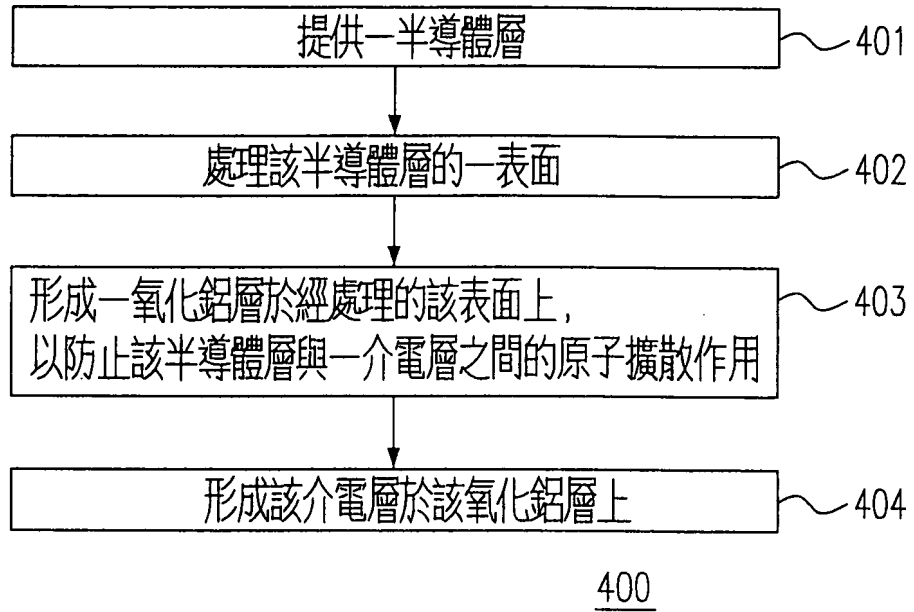 提供一半導體層
401
處理該半導體層的一表面
402
形成一氧化鋁層於經處理的該表面上,
以防止該半導體層與一介電層之間的原子擴散作用
403
形成該介電層於該氧化鋁層上
404
400